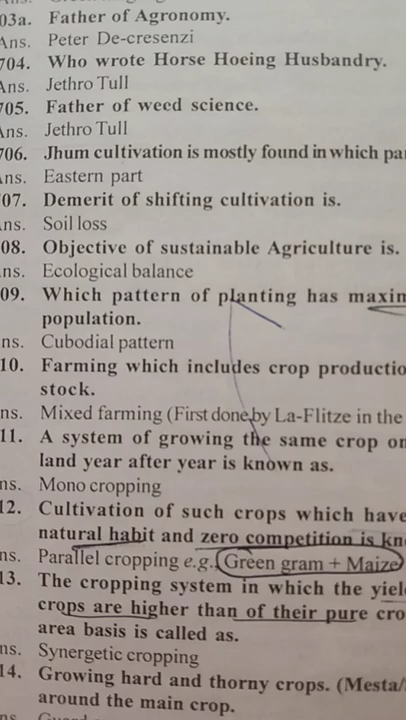 03a. Father of Agronomy.
Ans. Peter De-cresenzi
704. Who wrote Horse Hoeing Husbandry.
Ans. Jethro Tull
705. Father of weed science.
Ans. Jethro Tull
706. Jhum cultivation is mostly found in which pa
ns. Eastern part
07. Demerit of shifting cultivation is.
ns. Soil loss
08. Objective of sustainable Agriculture is.
ns. Ecological balance
09. Which pattern of planting has maxim
population.
ns. Cubodial pattern
10. Farming which includes crop productio
stock.
ns. Mixed farming (First done by La-Flitze in the
11. A system of growing the same crop on
land year after year is known as.
ns. Mono cropping
12. Cultivation of such crops which have
natural habit and zero competition is kn
ns. Parallel cropping e.g. Green gram + Maize
13. The cropping system in which the yiel
crops are higher than of their pure cro
area basis is called as.
ns. Synergetic cropping
14. Growing hard and thorny crops. (Mesta/
around the main crop.